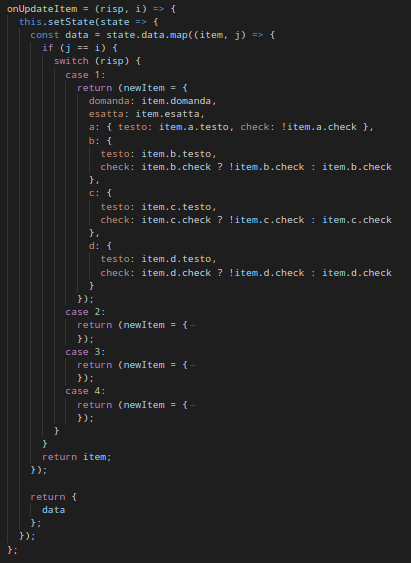 onUpdateItem = (risp, i) => {
this.setState(state => {
const data = state.data.map((item, j) => {
if (j == i) {
switch (risp) {
case 1:
return (newItem = {
domanda: item.domanda,
esatta: item.esatta,
a: { testo: item.a.testo, check: !item.a.check },
b: {
testo: item.b.testo,
check: item.b.check ? !item.b.check : item.b.check
},
c: {
testo: item.c.testo,
check: item.c.check ? !item.c.check : item.c.check
},
d: {
testo: item.d.testo,
check: item.d.check ? !item.d.check : item.d.check
}
});
case 2:
return (newItem = {–
});
case 3:
return (newItem = {–
});
case 4:
return (newItem = {–
});
}
}
return item;
});
return {
data
};
});
};